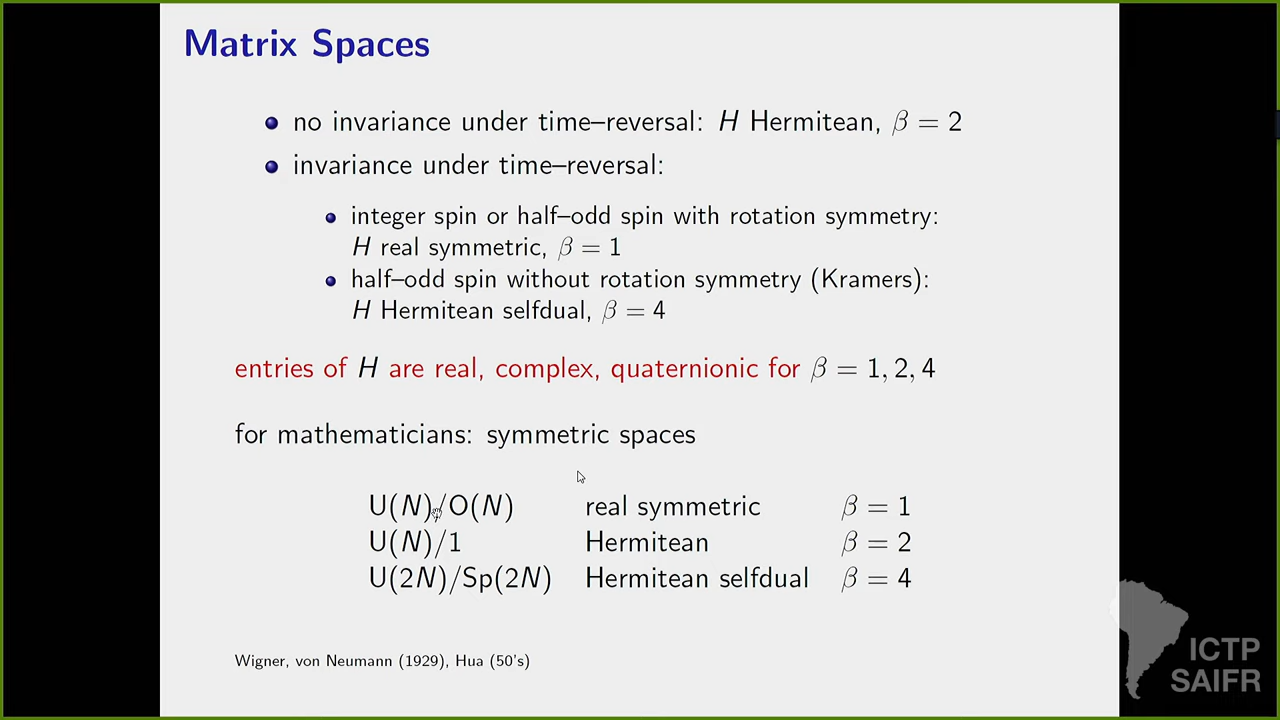 Matrix Spaces
no invariance under time–reversal: H Hermitean, β = 2
invariance under time–reversal:
integer spin or half–odd spin with rotation symmetry:
H real symmetric, β = 1
half–odd spin without rotation symmetry (Kramers):
H Hermitean selfdual, β = 4
entries of H are real, complex, quaternionic for β = 1, 2, 4
for mathematicians: symmetric spaces
U(N)/O(N) real symmetric β = 1
U(N)/1 Hermitean β = 2
U(2N)/Sp(2N) Hermitean selfdual β = 4
Wigner, von Neumann (1929), Hua (50's)
ICTP
SAIFR